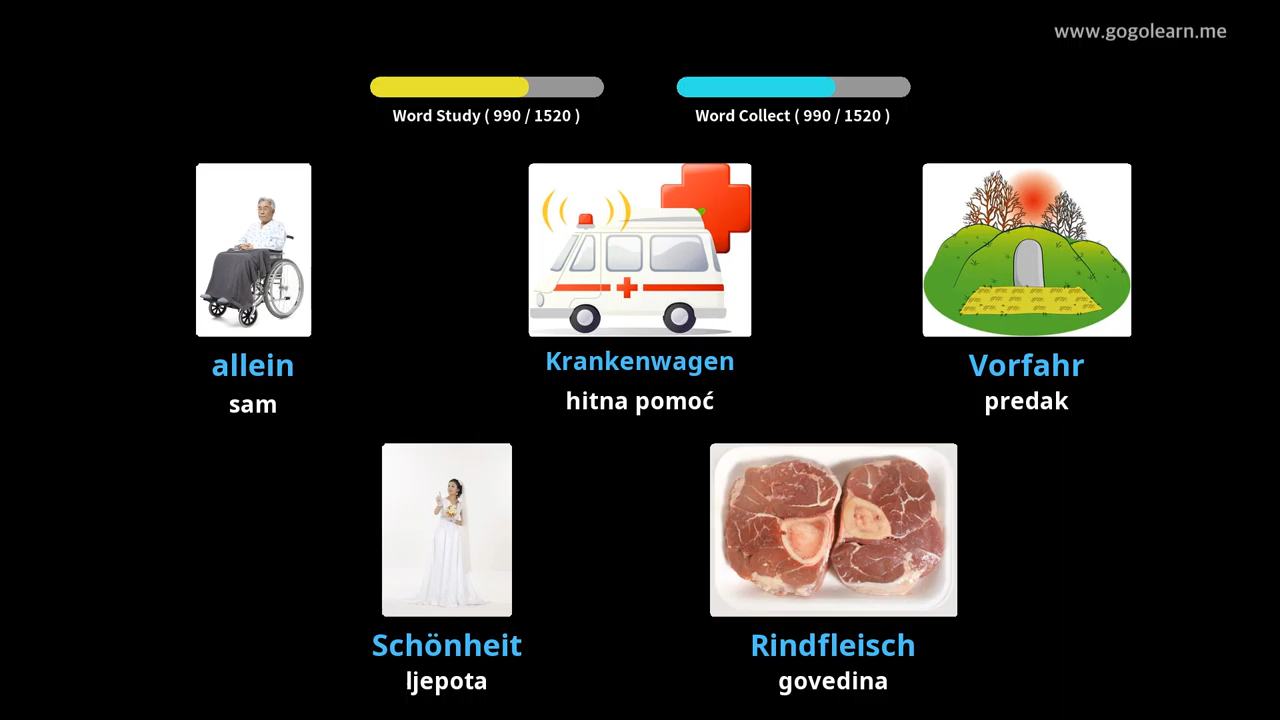 www.gogolearn.me
Word Study ( 990 / 1520 )
Word Collect ( 990 / 1520 )
allein
sam
Krankenwagen
hitna pomoć
Vorfahr
predak
Schönheit
ljepota
Rindfleisch
govedina